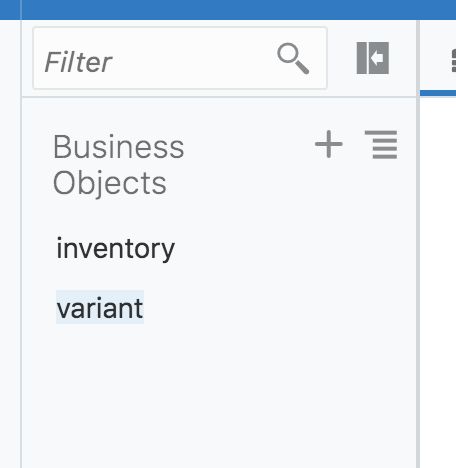 Filter
Business
Objects
inventory
variant